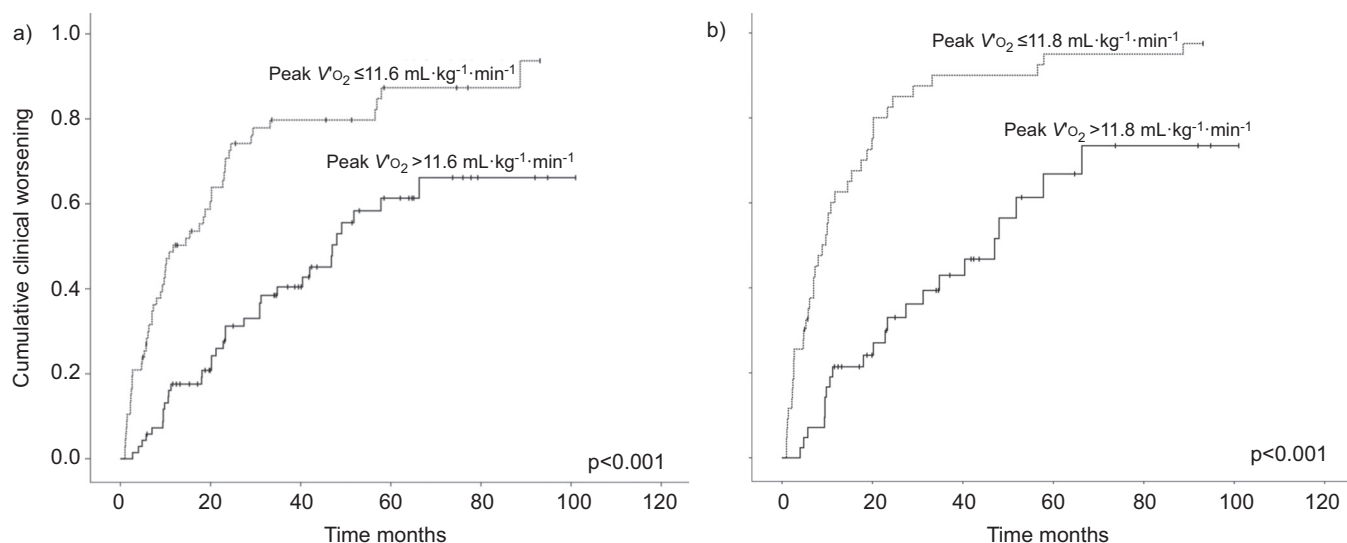 a)
1.0
0.8
0.6
0.4
0.2
0.0
Cumulative clinical worsening
Peak V'O₂ ≤11.6 mL·kg⁻¹·min⁻¹
Peak V'O₂ >11.6 mL·kg⁻¹·min⁻¹
p<0.001
0 20 40 60 80 100 120
Time months
b)
Peak V'O₂ ≤11.8 mL·kg⁻¹·min⁻¹
Peak V'O₂ >11.8 mL·kg⁻¹·min⁻¹
p<0.001
0 20 40 60 80 100 120
Time months